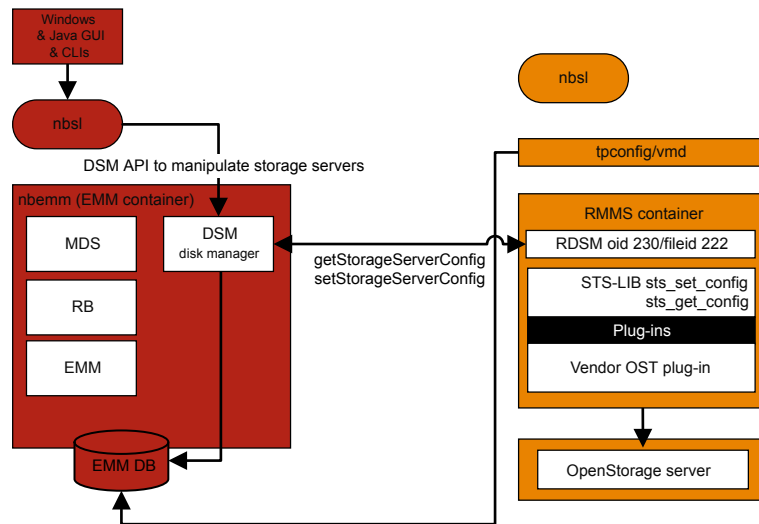 Windows
& Java GUI
& CLIs
nbsl
nbsl
DSM API to manipulate storage servers
tpconfig/vmd
nbemm (EMM container)
MDS
RB
EMM
DSM
disk manager
getStorageServerConfig
setStorageServerConfig
RMMS container
RDSM oid 230/fileid 222
STS-LIB sts_set_config
sts_get_config
Plug-ins
Vendor OST plug-in
EMM DB
OpenStorage server